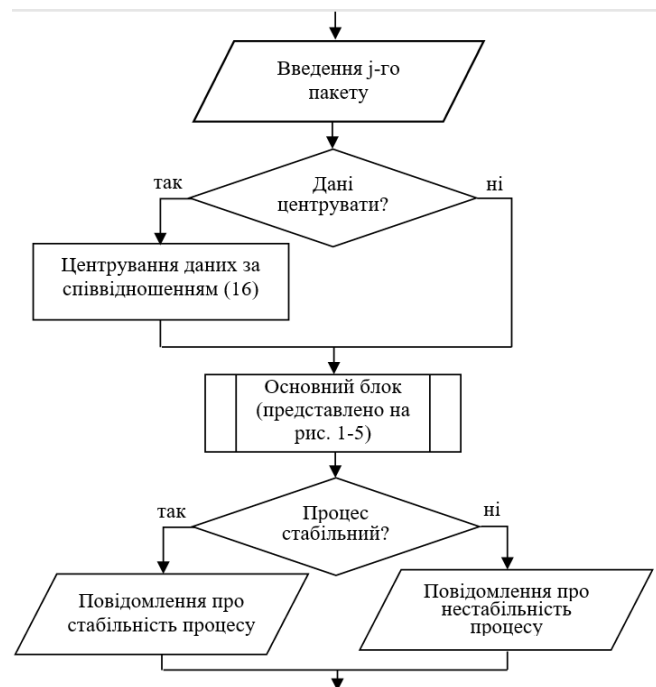 Введення j-го
пакету
так
Дані
центрувати?
ні
Центрування даних за
співвідношенням (16)
Основний блок
(представлено на
рис. 1-5)
так
Процес
стабільний?
ні
Повідомлення про
стабільність процесу
Повідомлення про
нестабільність
процесу